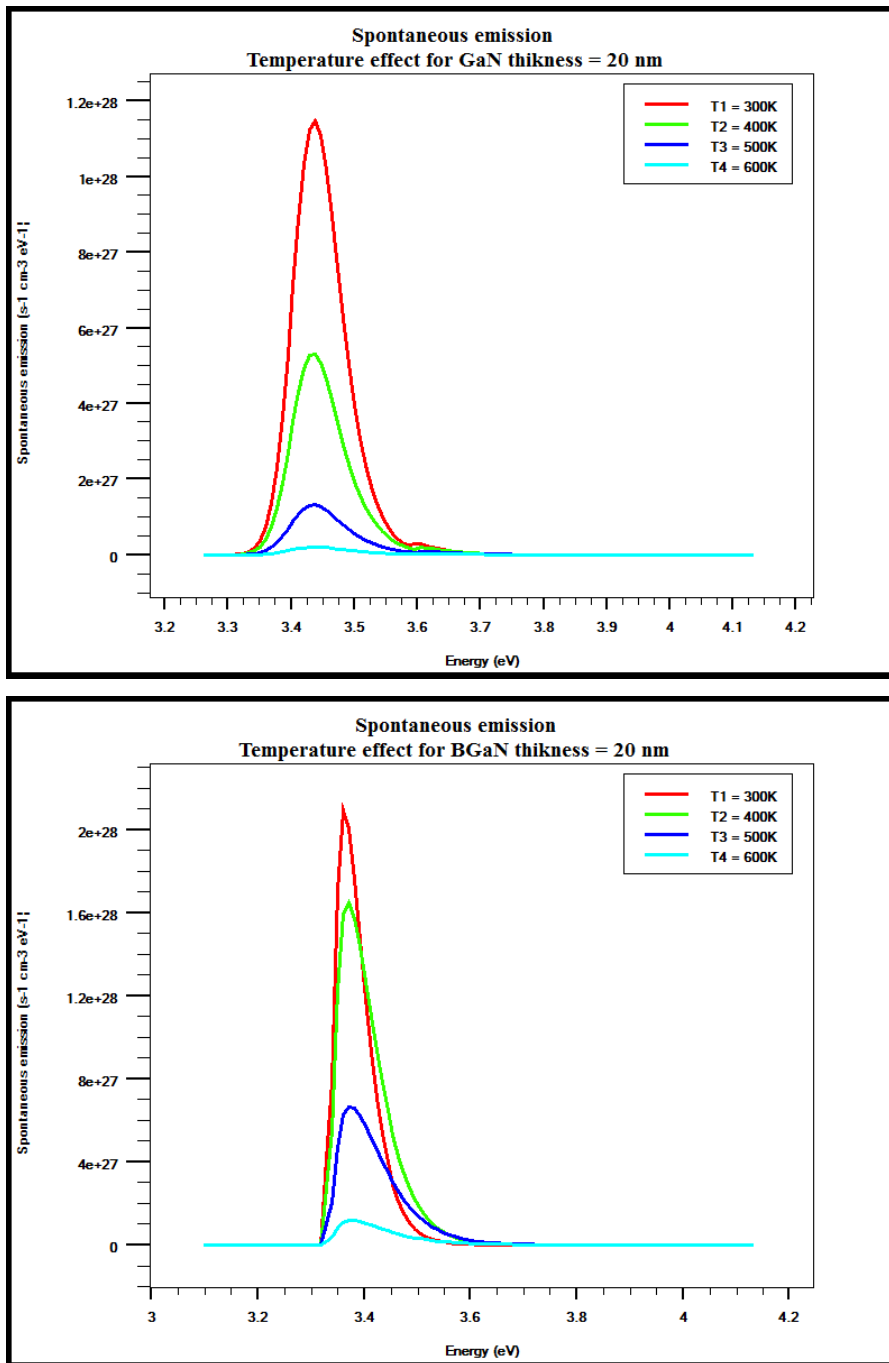 Spontaneous emission
Temperature effect for GaN thikness = 20 nm
T1 = 300K
T2 = 400K
T3 = 500K
T4 = 600K
Spontaneous emission (s-1 cm-3 eV-1¦
1.2e+28
1e+28
8e+27
6e+27
4e+27
2e+27
0
3.2 3.3 3.4 3.5 3.6 3.7 3.8 3.9 4 4.1 4.2
Energy (eV)
Spontaneous emission
Temperature effect for BGaN thikness = 20 nm
T1 = 300K
T2 = 400K
T3 = 500K
T4 = 600K
Spontaneous emission (s-1 cm-3 eV-1¦
2e+28
1.6e+28
1.2e+28
8e+27
4e+27
0
3 3.2 3.4 3.6 3.8 4 4.2
Energy (eV)